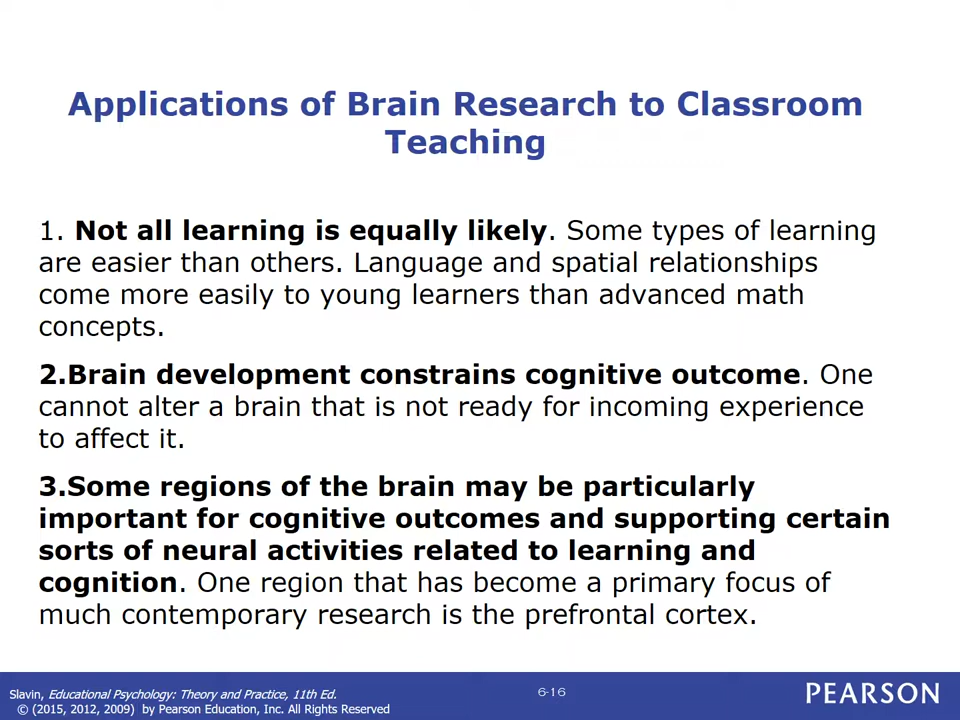 Applications of Brain Research to Classroom
Teaching
1. Not all learning is equally likely. Some types of learning
are easier than others. Language and spatial relationships
come more easily to young learners than advanced math
concepts.
2.Brain development constrains cognitive outcome. One
cannot alter a brain that is not ready for incoming experience
to affect it.
3.Some regions of the brain may be particularly
important for cognitive outcomes and supporting certain
sorts of neural activities related to learning and
cognition. One region that has become a primary focus of
much contemporary research is the prefrontal cortex.
Slavin, Educational Psychology: Theory and Practice, 11th Ed.
© (2015, 2012, 2009) by Pearson Education, Inc. All Rights Reserved
6-16
PEARSON